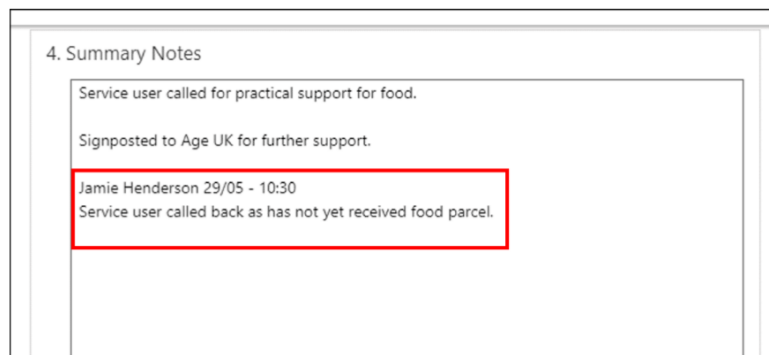 4. Summary Notes
Service user called for practical support for food.
Signposted to Age UK for further support.
Jamie Henderson 29/05 - 10:30
Service user called back as has not yet received food parcel.